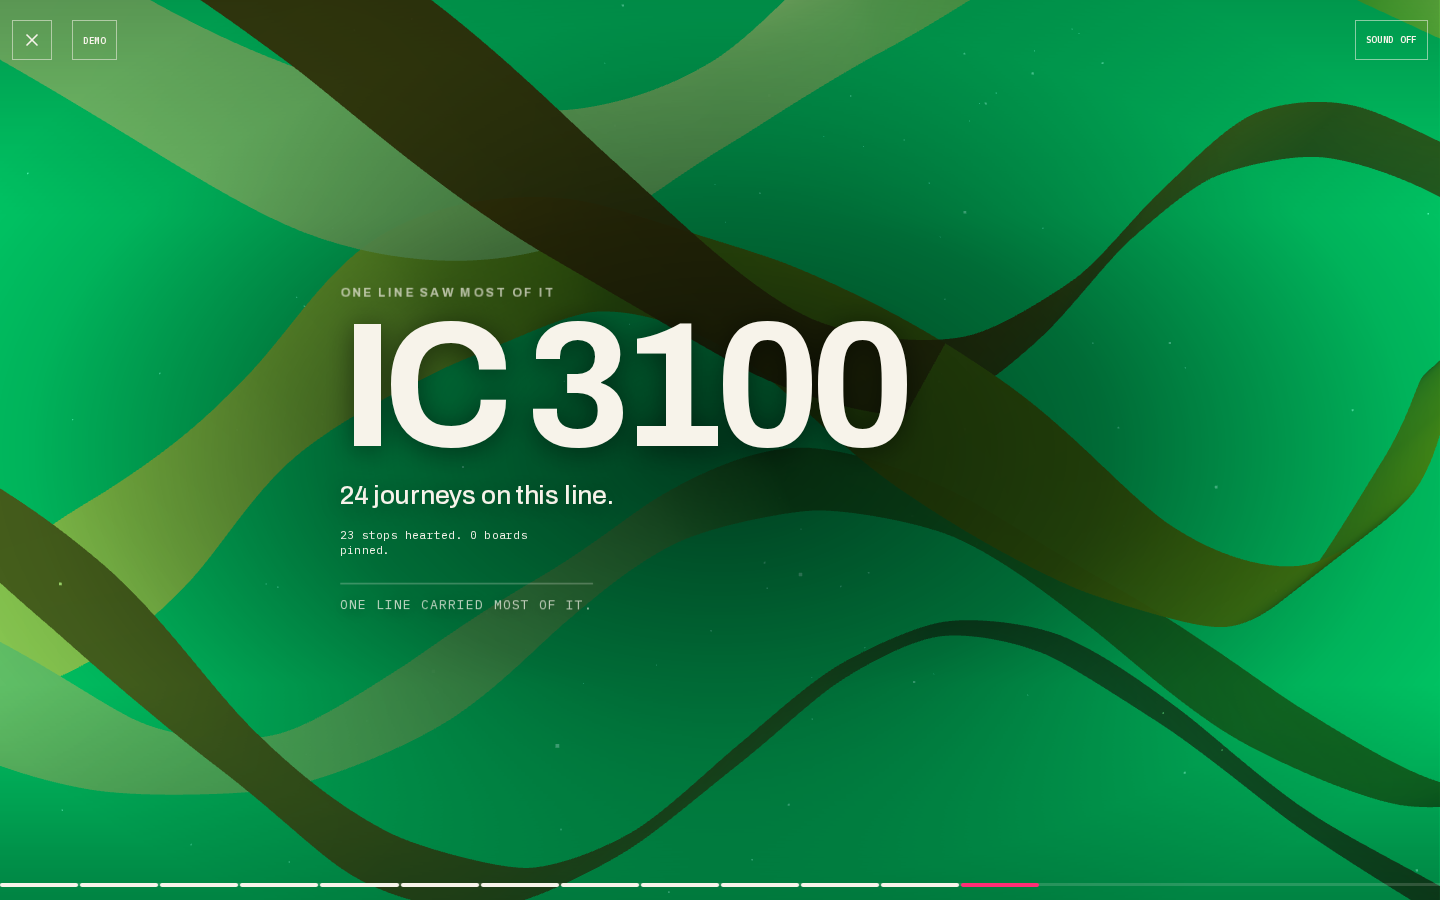 DEMO
SOUND OFF
ONE LINE SAW MOST OF IT
IC 3100
24 journeys on this line.
23 stops hearted. 0 boards
pinned.
ONE LINE CARRIED MOST OF IT.